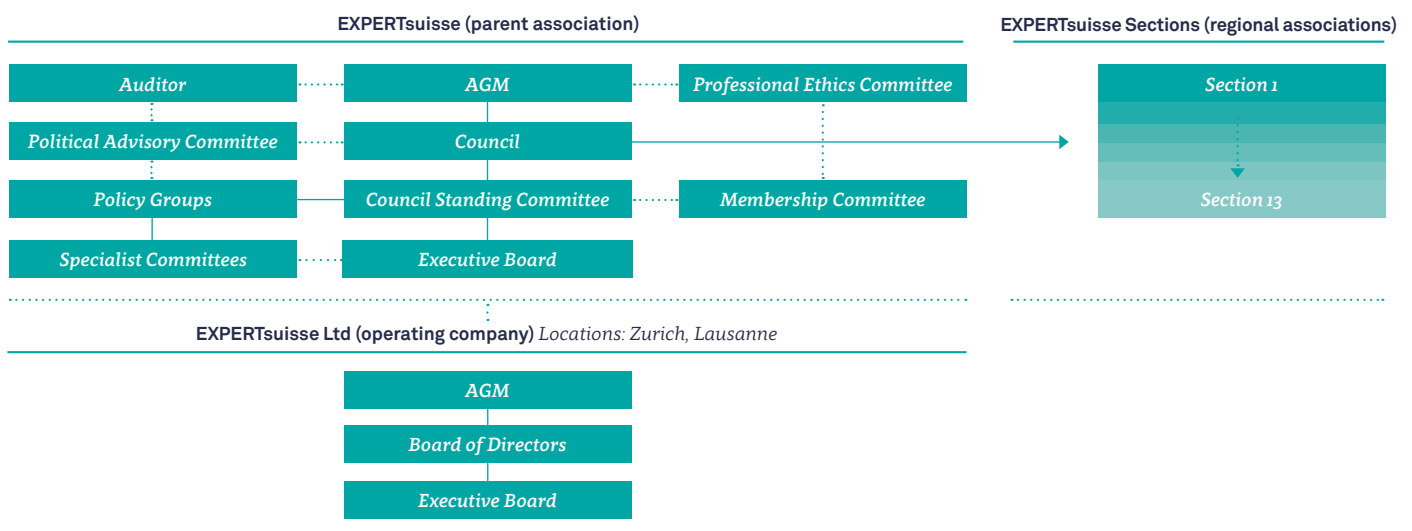 EXPERTsuisse (parent association)
EXPERTsuisse Sections (regional associations)
Auditor
AGM
Professional Ethics Committee
Section 1
Political Advisory Committee
Council
Policy Groups
Council Standing Committee
Membership Committee
Section 13
Specialist Committees
Executive Board
EXPERTsuisse Ltd (operating company) Locations: Zurich, Lausanne
AGM
Board of Directors
Executive Board